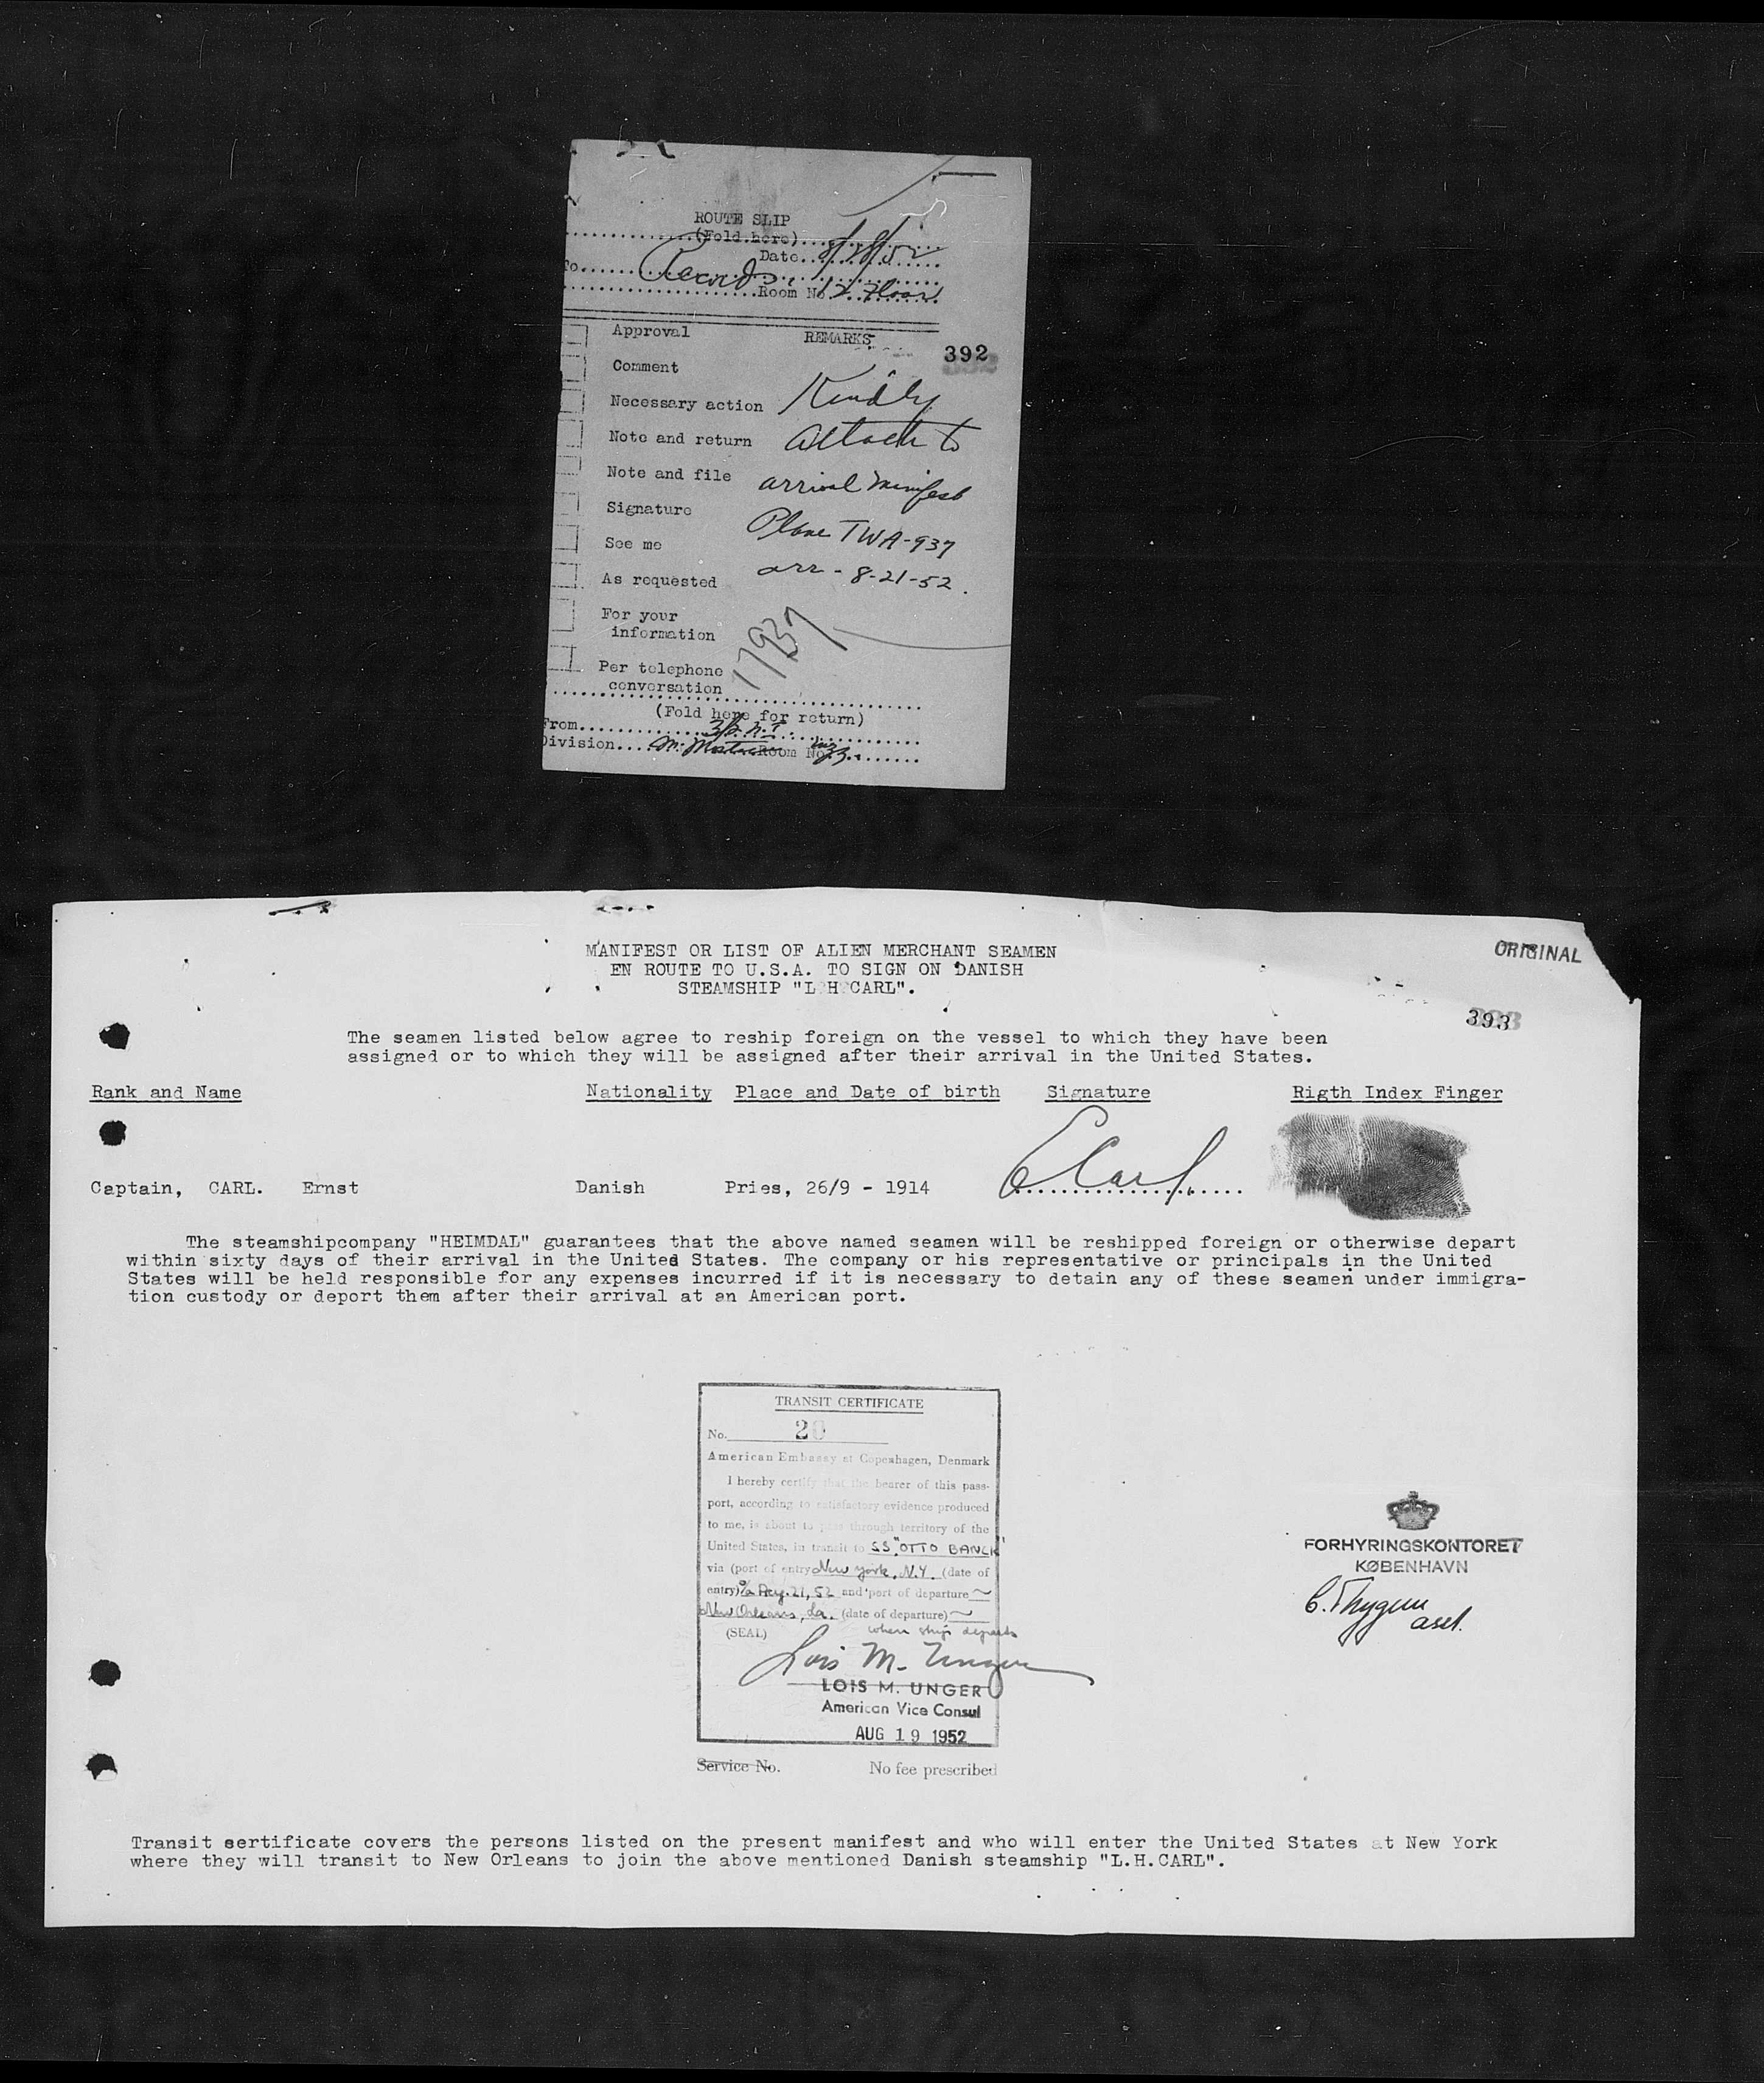 ROUTE SLIP
(Fold here)
Date 8/28/52
To Records
Room No 12 Floor
Approval REMARKS
392
Comment
Necessary action Kindly
Note and return attach to
Note and file arrival manifest
Signature Plane TWA-937
See me
As requested arr - 8-21-52.
For your
information
17937
Per telephone
conversation
(Fold here for return)
From
Division Room No.
MANIFEST OR LIST OF ALIEN MERCHANT SEAMEN
EN ROUTE TO U.S.A. TO SIGN ON DANISH
STEAMSHIP "L H CARL".
ORIGINAL
393
The seamen listed below agree to reship foreign on the vessel to which they have been
assigned or to which they will be assigned after their arrival in the United States.
Rank and Name Nationality Place and Date of birth Signature Rigth Index Finger
Captain, CARL. Ernst Danish Pries, 26/9 - 1914 E Carl.
The steamshipcompany "HEIMDAL" guarantees that the above named seamen will be reshipped foreign or otherwise depart
within sixty days of their arrival in the United States. The company or his representative or principals in the United
States will be held responsible for any expenses incurred if it is necessary to detain any of these seamen under immigra-
tion custody or deport them after their arrival at an American port.
TRANSIT CERTIFICATE
No. 20
American Embassy at Copenhagen, Denmark
I hereby certify that the bearer of this pass-
port, according to satisfactory evidence produced
to me, is about to pass through territory of the
United States, in transit to SS "OTTO BANCK"
via (port of entry New York, N.Y. (date of
entry) o/a Aug. 21, 52 and port of departure
New Orleans, La. (date of departure)
(SEAL) when ship departs
Lois M. Unger
LOIS M. UNGER
American Vice Consul
AUG 19 1952
Service No. No fee prescribed
FORHYRINGSKONTORET
KØBENHAVN
Transit sertificate covers the persons listed on the present manifest and who will enter the United States at New York
where they will transit to New Orleans to join the above mentioned Danish steamship "L.H.CARL".